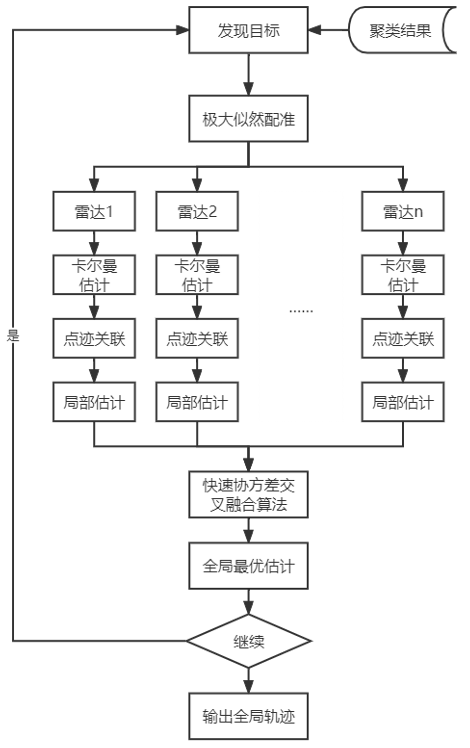 发现目标
聚类结果
极大似然配准
雷达1
雷达2
雷达n
卡尔曼
估计
卡尔曼
估计
卡尔曼
估计
......
点迹关联
点迹关联
点迹关联
是
局部估计
局部估计
局部估计
快速协方差交
叉融合算法
全局最优估计
继续
输出全局轨迹